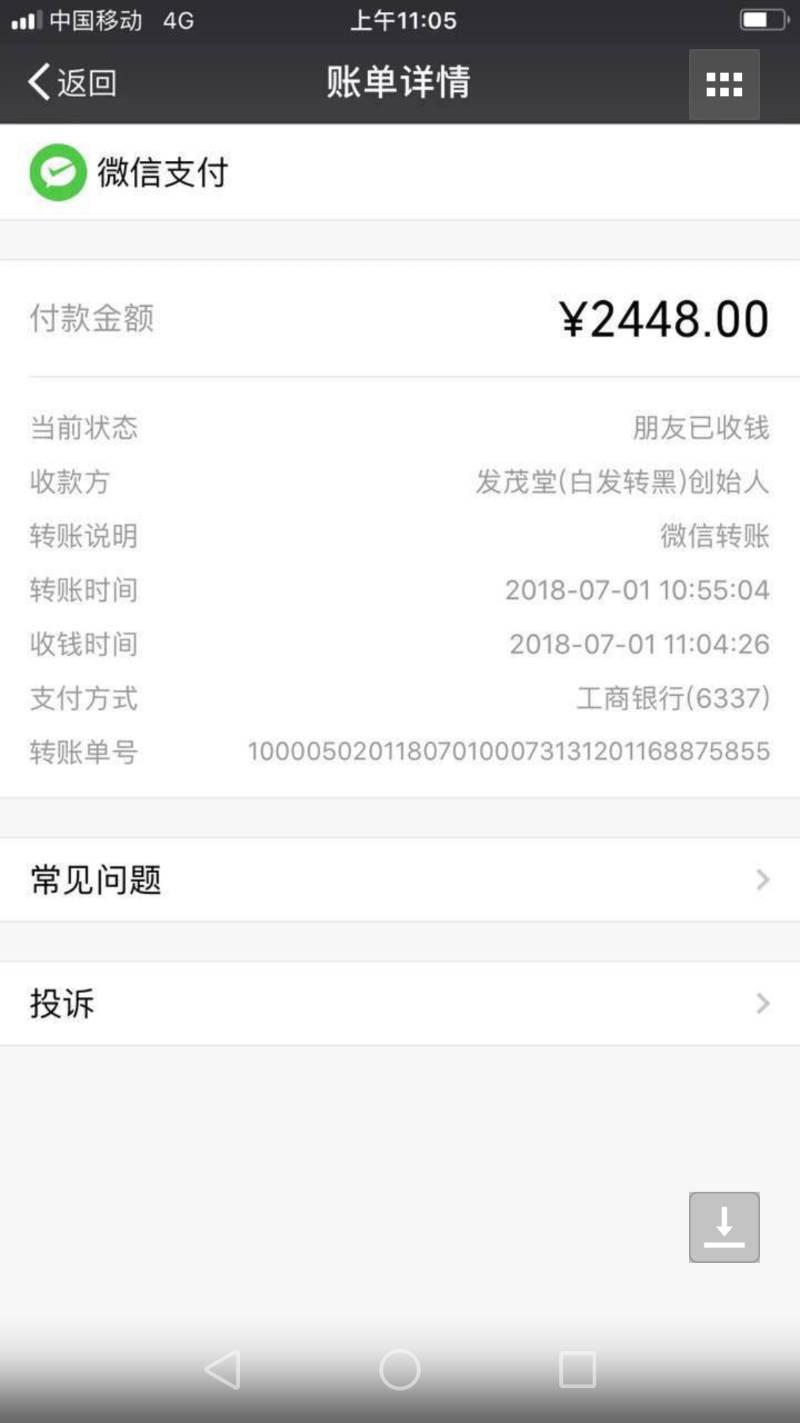 中国移动 4G 上午11:05
返回 账单详情
微信支付
付款金额 ¥2448.00
当前状态 朋友已收钱
收款方 发茂堂(白发转黑)创始人
转账说明 微信转账
转账时间 2018-07-01 10:55:04
收钱时间 2018-07-01 11:04:26
支付方式 工商银行(6337)
转账单号 1000050201180701000731312011688​75855
常见问题
投诉